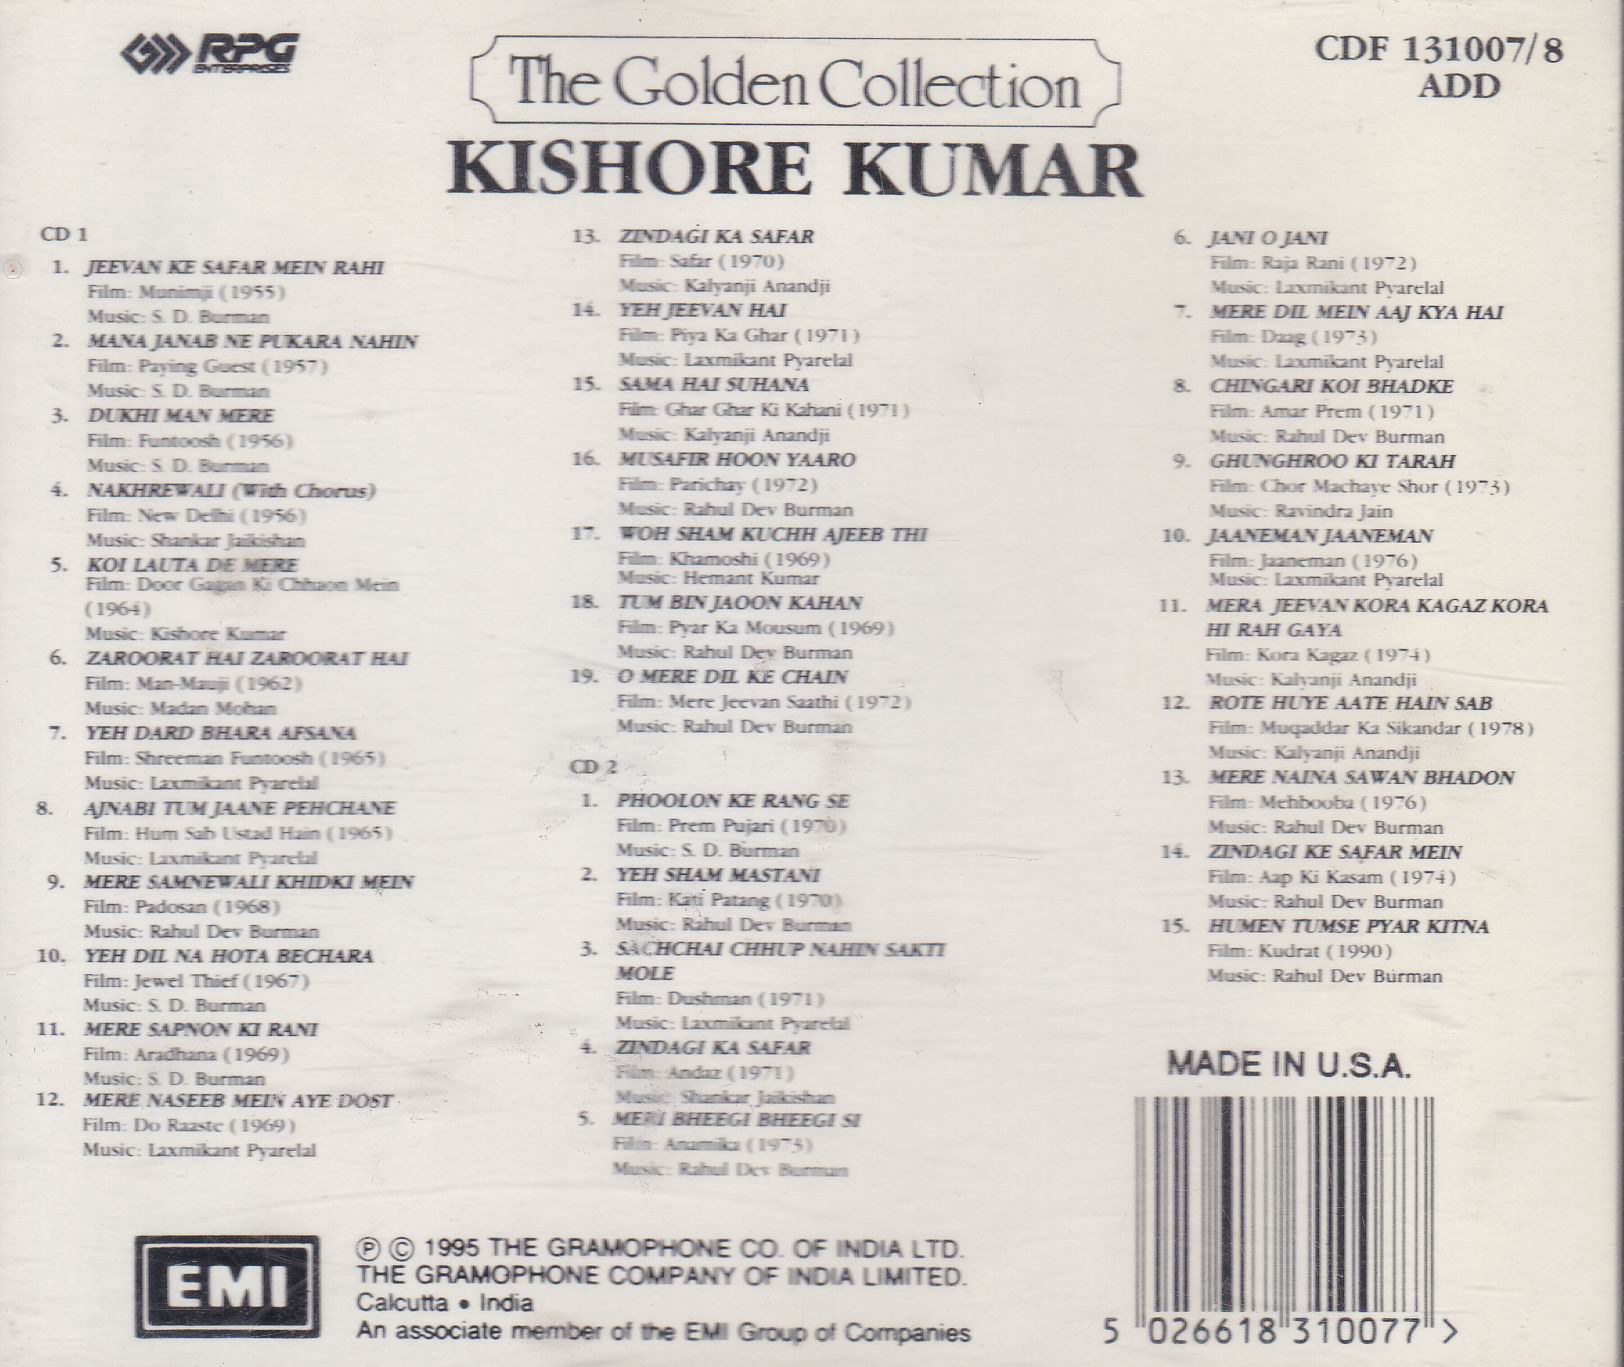 RPG
ENTERPRISES
The Golden Collection
CDF 131007/8
ADD
KISHORE KUMAR
CD 1
1. JEEVAN KE SAFAR MEIN RAHI
Film: Munimji (1955)
Music: S. D. Burman
2. MANA JANAB NE PUKARA NAHIN
Film: Paying Guest (1957)
Music: S. D. Burman
3. DUKHI MAN MERE
Film: Funtoosh (1956)
Music: S. D. Burman
4. NAKHREWALI (With Chorus)
Film: New Delhi (1956)
Music: Shankar Jaikishan
5. KOI LAUTA DE MERE
Film: Door Gagan Ki Chhaon Mein
(1964)
Music: Kishore Kumar
6. ZAROORAT HAI ZAROORAT HAI
Film: Man-Mauji (1962)
Music: Madan Mohan
7. YEH DARD BHARA AFSANA
Film: Shreeman Funtoosh (1965)
Music: Laxmikant Pyarelal
8. AJNABI TUM JAANE PEHCHANE
Film: Hum Sab Ustad Hain (1965)
Music: Laxmikant Pyarelal
9. MERE SAMNEWALI KHIDKI MEIN
Film: Padosan (1968)
Music: Rahul Dev Burman
10. YEH DIL NA HOTA BECHARA
Film: Jewel Thief (1967)
Music: S. D. Burman
11. MERE SAPNON KI RANI
Film: Aradhana (1969)
Music: S. D. Burman
12. MERE NASEEB MEIN AYE DOST
Film: Do Raaste (1969)
Music: Laxmikant Pyarelal
13. ZINDAGI KA SAFAR
Film: Safar (1970)
Music: Kalyanji Anandji
14. YEH JEEVAN HAI
Film: Piya Ka Ghar (1971)
Music: Laxmikant Pyarelal
15. SAMA HAI SUHANA
Film: Ghar Ghar Ki Kahani (1971)
Music: Kalyanji Anandji
16. MUSAFIR HOON YAARO
Film: Parichay (1972)
Music: Rahul Dev Burman
17. WOH SHAM KUCHH AJEEB THI
Film: Khamoshi (1969)
Music: Hemant Kumar
18. TUM BIN JAOON KAHAN
Film: Pyar Ka Mousum (1969)
Music: Rahul Dev Burman
19. O MERE DIL KE CHAIN
Film: Mere Jeevan Saathi (1972)
Music: Rahul Dev Burman
CD 2
1. PHOOLON KE RANG SE
Film: Prem Pujari (1970)
Music: S. D. Burman
2. YEH SHAM MASTANI
Film: Kati Patang (1970)
Music: Rahul Dev Burman
3. SACHCHAI CHHUP NAHIN SAKTI
MOLE
Film: Dushman (1971)
Music: Laxmikant Pyarelal
4. ZINDAGI KA SAFAR
Film: Andaz (1971)
Music: Shankar Jaikishan
5. MERI BHEEGI BHEEGI SI
Film: Anamika (1973)
Music: Rahul Dev Burman
6. JANI O JANI
Film: Raja Rani (1972)
Music: Laxmikant Pyarelal
7. MERE DIL MEIN AAJ KYA HAI
Film: Daag (1973)
Music: Laxmikant Pyarelal
8. CHINGARI KOI BHADKE
Film: Amar Prem (1971)
Music: Rahul Dev Burman
9. GHUNGHROO KI TARAH
Film: Chor Machaye Shor (1973)
Music: Ravindra Jain
10. JAANEMAN JAANEMAN
Film: Jaaneman (1976)
Music: Laxmikant Pyarelal
11. MERA JEEVAN KORA KAGAZ KORA
HI RAH GAYA
Film: Kora Kagaz (1974)
Music: Kalyanji Anandji
12. ROTE HUYE AATE HAIN SAB
Film: Muqaddar Ka Sikandar (1978)
Music: Kalyanji Anandji
13. MERE NAINA SAWAN BHADON
Film: Mehbooba (1976)
Music: Rahul Dev Burman
14. ZINDAGI KE SAFAR MEIN
Film: Aap Ki Kasam (1974)
Music: Rahul Dev Burman
15. HUMEN TUMSE PYAR KITNA
Film: Kudrat (1990)
Music: Rahul Dev Burman
MADE IN U.S.A.
5 026618 310077 >
EMI
℗ © 1995 THE GRAMOPHONE CO. OF INDIA LTD.
THE GRAMOPHONE COMPANY OF INDIA LIMITED.
Calcutta • India
An associate member of the EMI Group of Companies